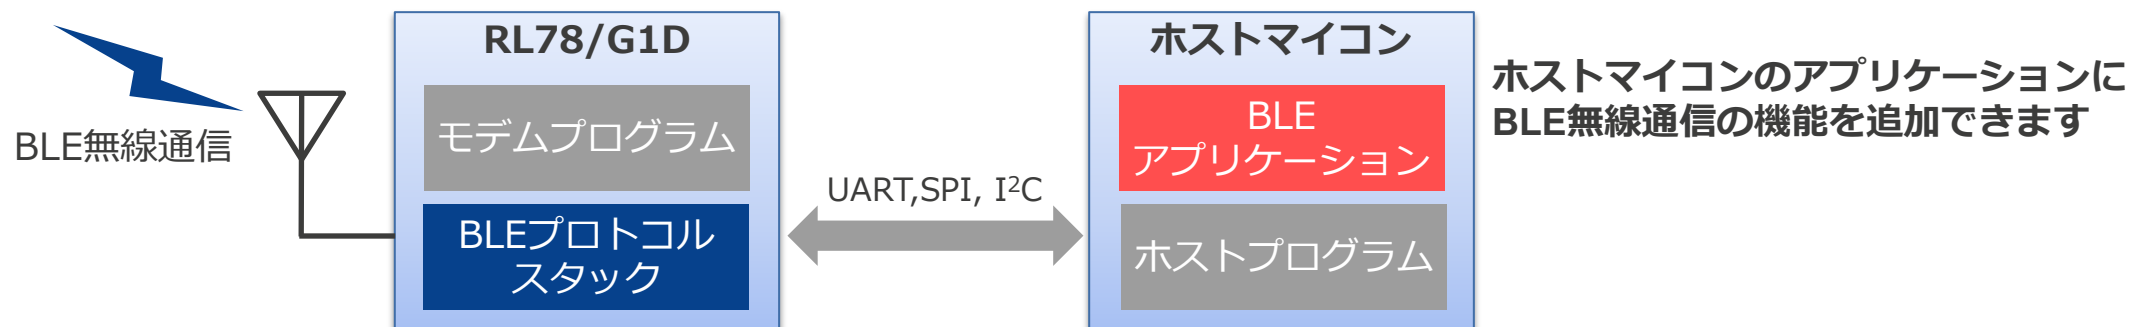 BLE無線通信
RL78/G1D
モデムプログラム
BLEプロトコル
スタック
UART,SPI, I²C
ホストマイコン
BLE
アプリケーション
ホストプログラム
ホストマイコンのアプリケーションに
BLE無線通信の機能を追加できます